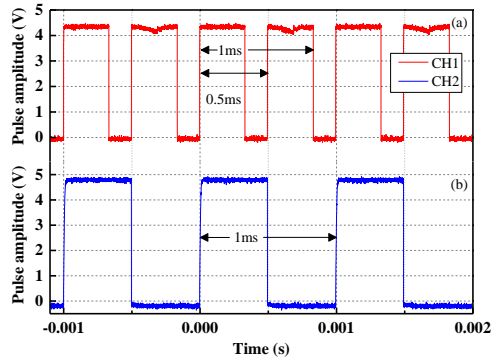 5
4
3
2
1
0
Pulse amplitude (V)
(a)
1ms
0.5ms
CH1
CH2
5
4
3
2
1
0
Pulse amplitude (V)
(b)
1ms
-0.001
0.000
0.001
0.002
Time (s)